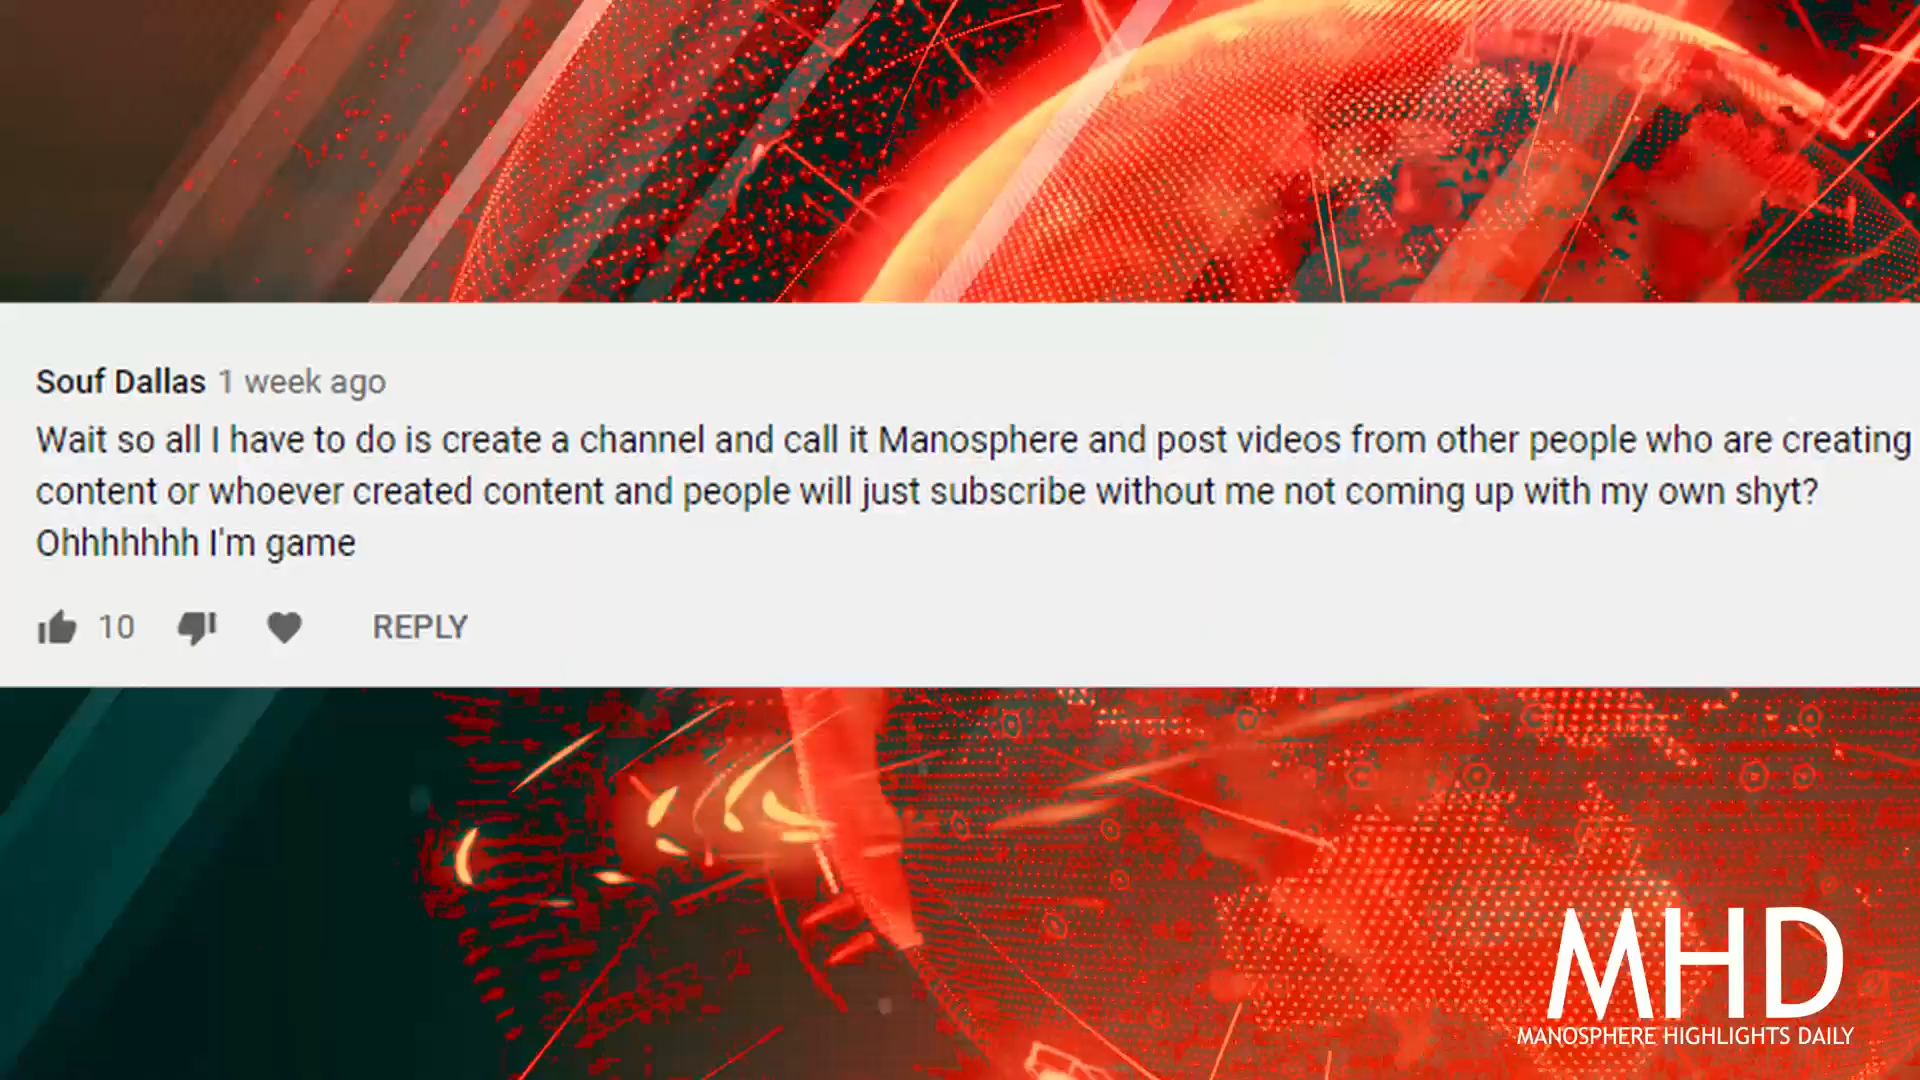 Souf Dallas 1 week ago
Wait so all I have to do is create a channel and call it Manosphere and post videos from other people who are creating
content or whoever created content and people will just subscribe without me not coming up with my own shyt?
Ohhhhhhh I'm game
10 REPLY
MHD
MANOSPHERE HIGHLIGHTS DAILY